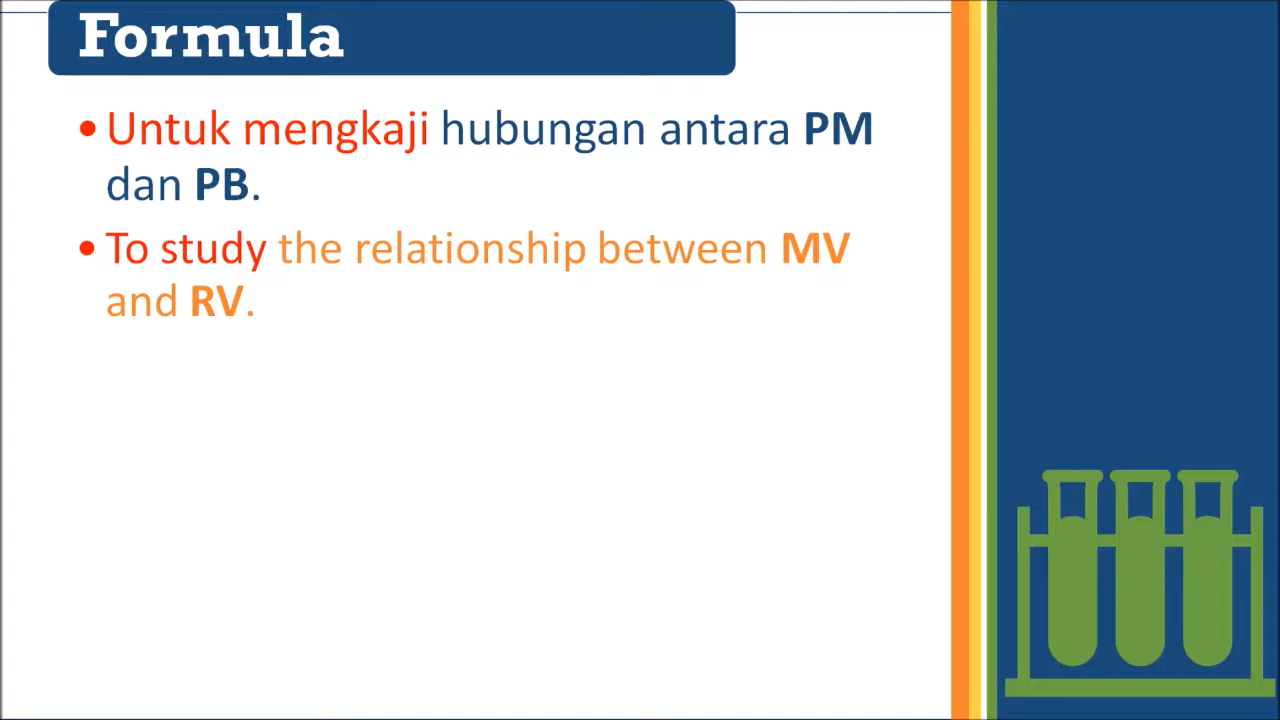 Formula
•Untuk mengkaji hubungan antara PM
dan PB.
•To study the relationship between MV
and RV.